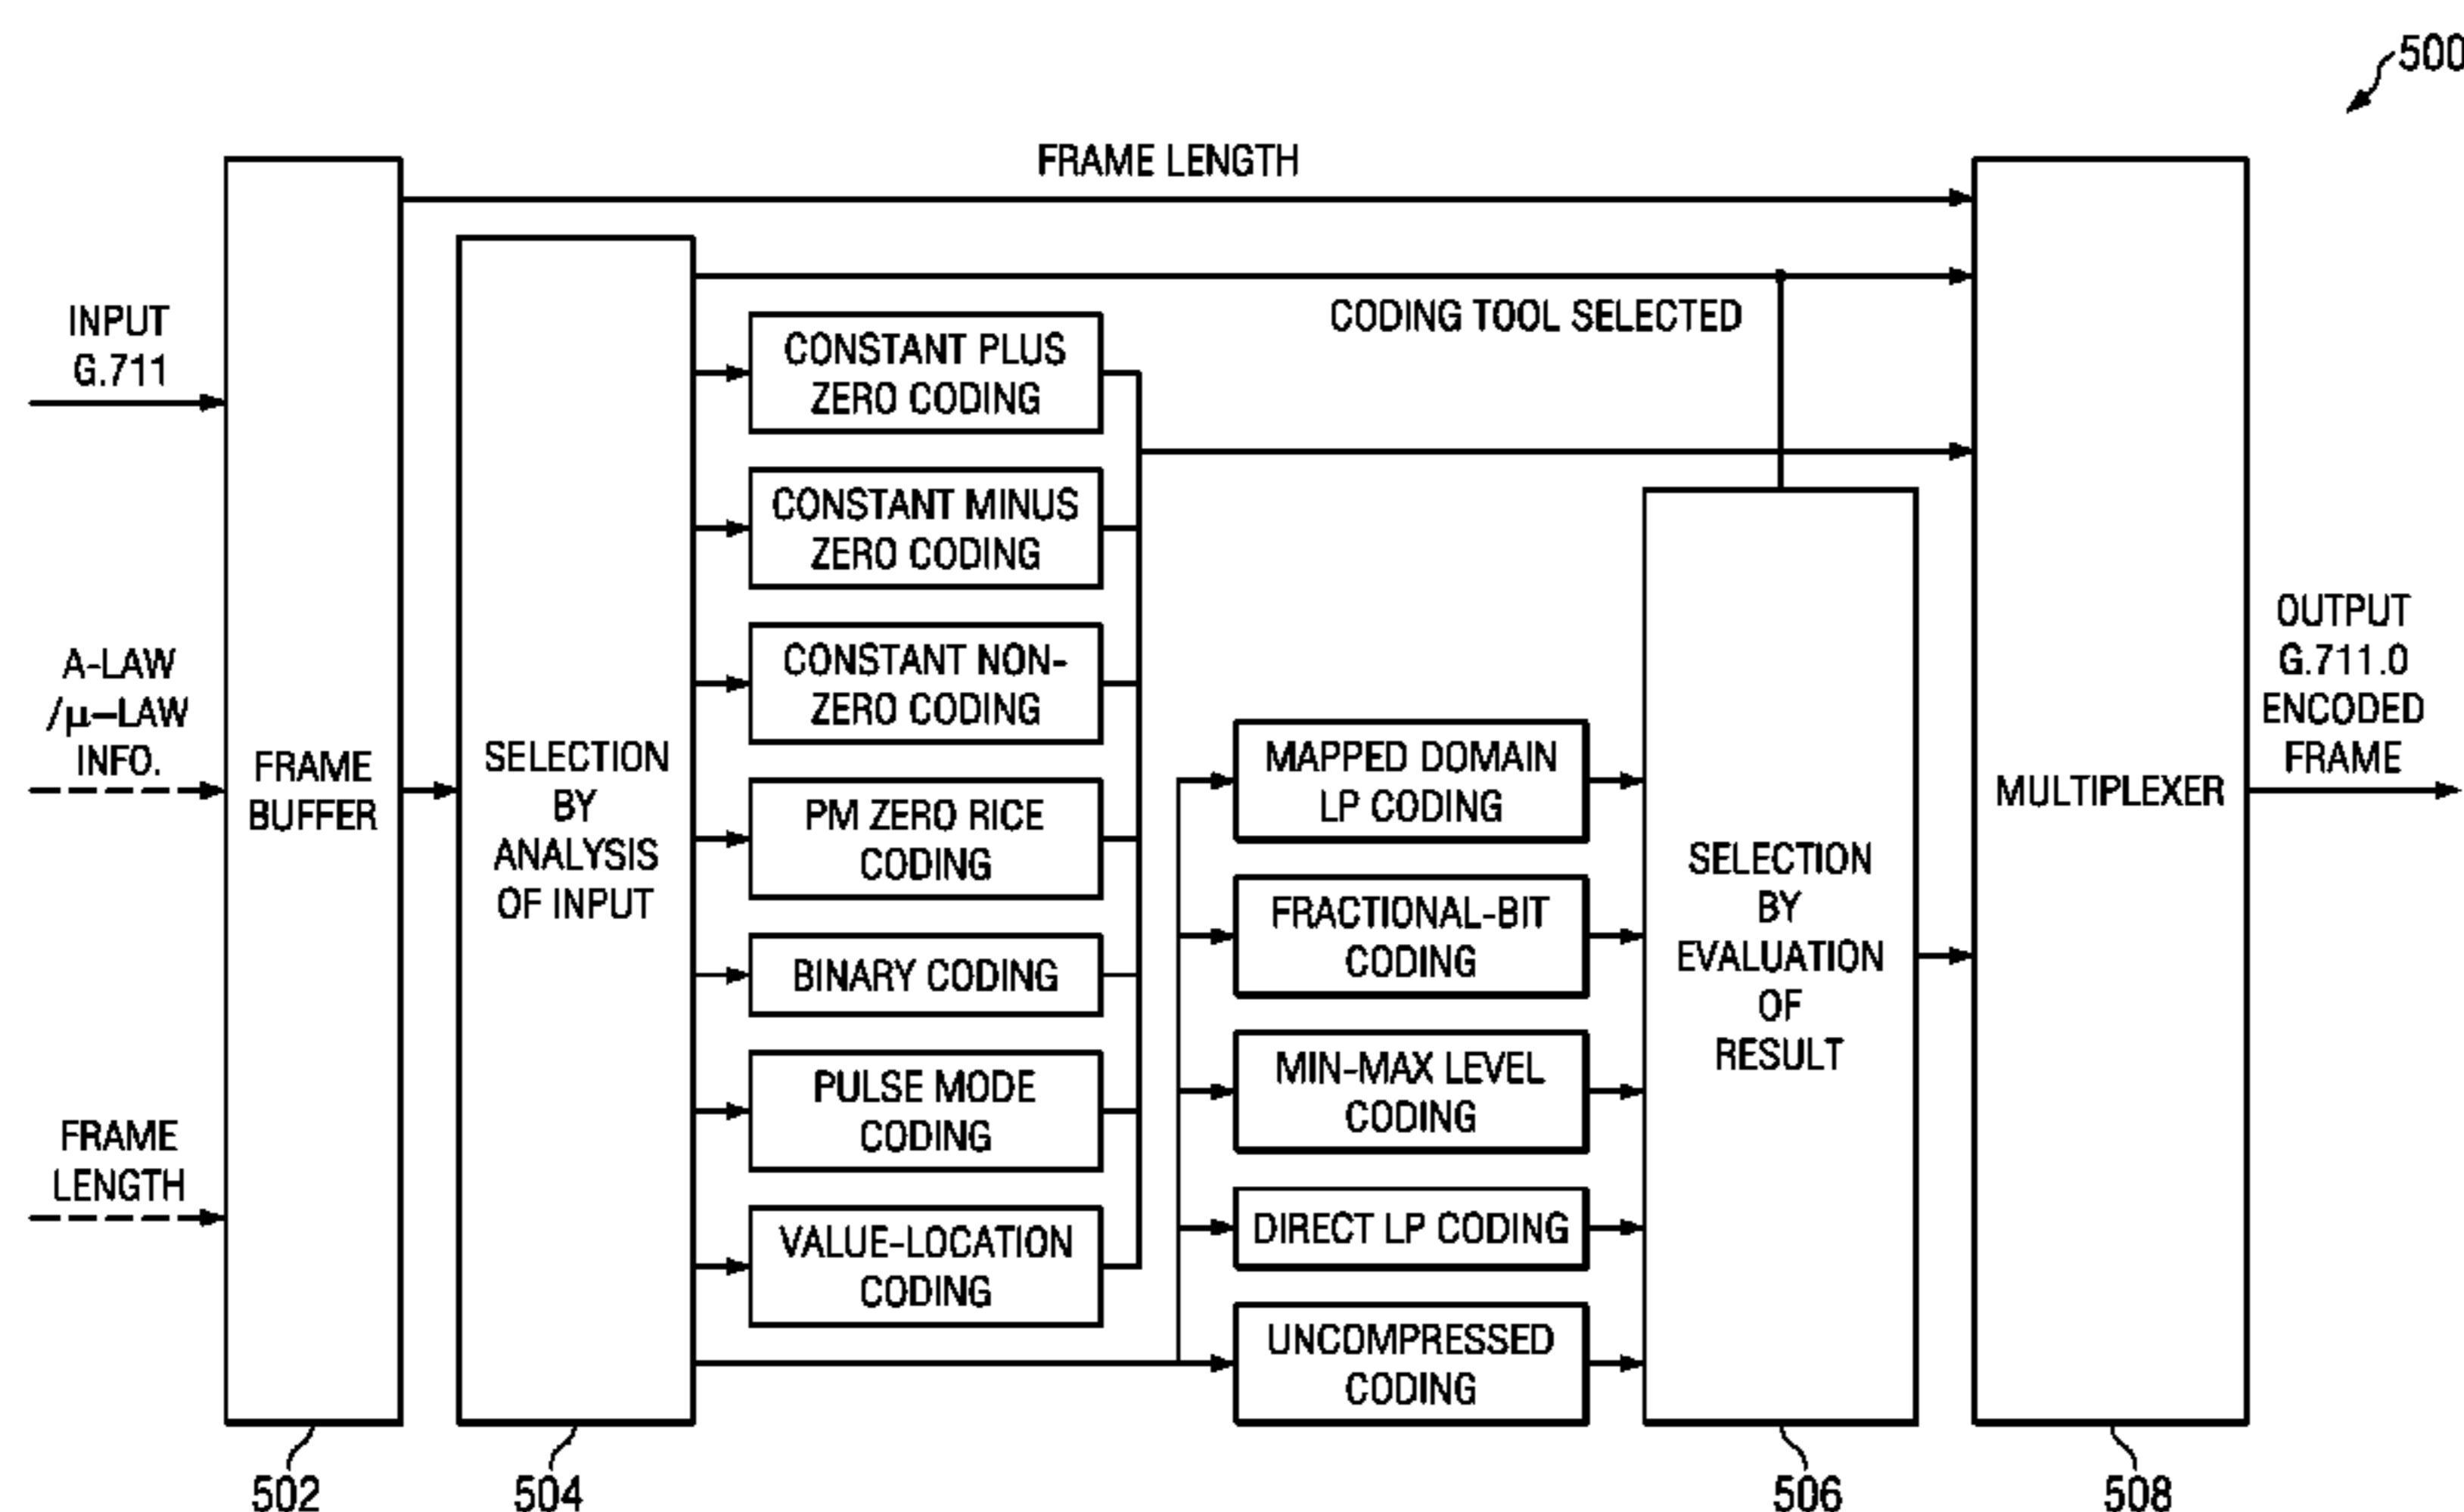 500
FRAME LENGTH
CODING TOOL SELECTED
INPUT
G.711
A-LAW
/μ–LAW
INFO.
FRAME
LENGTH
FRAME
BUFFER
SELECTION
BY
ANALYSIS
OF INPUT
CONSTANT PLUS
ZERO CODING
CONSTANT MINUS
ZERO CODING
CONSTANT NON-
ZERO CODING
PM ZERO RICE
CODING
BINARY CODING
PULSE MODE
CODING
VALUE-LOCATION
CODING
MAPPED DOMAIN
LP CODING
FRACTIONAL-BIT
CODING
MIN-MAX LEVEL
CODING
DIRECT LP CODING
UNCOMPRESSED
CODING
SELECTION
BY
EVALUATION
OF
RESULT
MULTIPLEXER
OUTPUT
G.711.0
ENCODED
FRAME
502
504
506
508